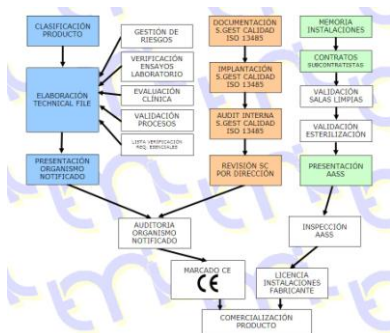 CLASIFICACIÓN
PRODUCTO
GESTIÓN DE
RIESGOS
VERIFICACIÓN
ENSAYOS
LABORATORIO
ELABORACIÓN
TECHNICAL FILE
EVALUACIÓN
CLÍNICA
VALIDACIÓN
PROCESOS
LISTA VERIFICACIÓN
REQ. ESENCIALES
PRESENTACIÓN
ORGANISMO
NOTIFICADO
DOCUMENTACIÓN
S.GEST CALIDAD
ISO 13485
IMPLANTACIÓN
S.GEST CALIDAD
ISO 13485
AUDIT INTERNA
S.GEST CALIDAD
ISO 13485
REVISIÓN SC
POR DIRECCIÓN
MEMORIA
INSTALACIONES
CONTRATOS
SUBCONTRATISTAS
VALIDACIÓN
SALAS LIMPIAS
VALIDACIÓN
ESTERILIZACIÓN
PRESENTACIÓN
AASS
AUDITORIA
ORGANISMO
NOTIFICADO
INSPECCIÓN
AASS
MARCADO CE
CE
LICENCIA
INSTALACIONES
FABRICANTE
COMERCIALIZACIÓN
PRODUCTO